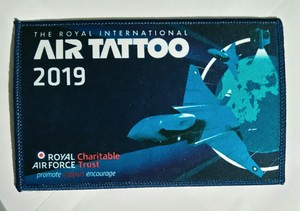 THE ROYAL INTERNATIONAL
AIR TATTOO
2019
ROYAL Charitable
AIR FORCE Trust
promote support encourage